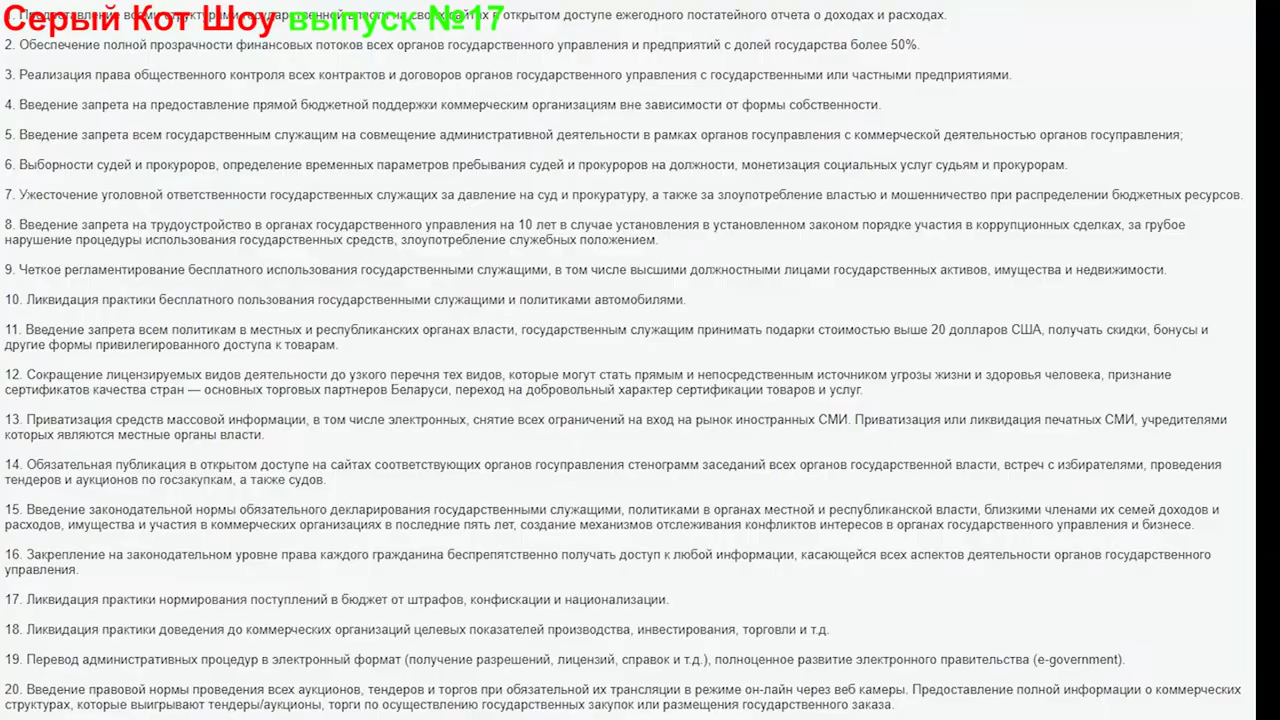 Серый Кот Шоу выпуск №17
открытом доступе ежегодного постатейного отчета о доходах и расходах.
2. Обеспечение полной прозрачности финансовых потоков всех органов государственного управления и предприятий с долей государства более 50%.
3. Реализация права общественного контроля всех контрактов и договоров органов государственного управления с государственными или частными предприятиями.
4. Введение запрета на предоставление прямой бюджетной поддержки коммерческим организациям вне зависимости от формы собственности.
5. Введение запрета всем государственным служащим на совмещение административной деятельности в рамках органов госуправления с коммерческой деятельностью органов госуправления;
6. Выборности судей и прокуроров, определение временных параметров пребывания судей и прокуроров на должности, монетизация социальных услуг судьям и прокурорам.
7. Ужесточение уголовной ответственности государственных служащих за давление на суд и прокуратуру, а также за злоупотребление властью и мошенничество при распределении бюджетных ресурсов.
8. Введение запрета на трудоустройство в органах государственного управления на 10 лет в случае установления в установленном законом порядке участия в коррупционных сделках, за грубое
нарушение процедуры использования государственных средств, злоупотребление служебных положением.
9. Четкое регламентирование бесплатного использования государственными служащими, в том числе высшими должностными лицами государственных активов, имущества и недвижимости.
10. Ликвидация практики бесплатного пользования государственными служащими и политиками автомобилями.
11. Введение запрета всем политикам в местных и республиканских органах власти, государственным служащим принимать подарки стоимостью выше 20 долларов США, получать скидки, бонусы и
другие формы привилегированного доступа к товарам.
12. Сокращение лицензируемых видов деятельности до узкого перечня тех видов, которые могут стать прямым и непосредственным источником угрозы жизни и здоровья человека, признание
сертификатов качества стран — основных торговых партнеров Беларуси, переход на добровольный характер сертификации товаров и услуг.
13. Приватизация средств массовой информации, в том числе электронных, снятие всех ограничений на вход на рынок иностранных СМИ. Приватизация или ликвидация печатных СМИ, учредителями
которых являются местные органы власти.
14. Обязательная публикация в открытом доступе на сайтах соответствующих органов госуправления стенограмм заседаний всех органов государственной власти, встреч с избирателями, проведения
тендеров и аукционов по госзакупкам, а также судов.
15. Введение законодательной нормы обязательного декларирования государственными служащими, политиками в органах местной и республиканской власти, близкими членами их семей доходов и
расходов, имущества и участия в коммерческих организациях в последние пять лет, создание механизмов отслеживания конфликтов интересов в органах государственного управления и бизнесе.
16. Закрепление на законодательном уровне права каждого гражданина беспрепятственно получать доступ к любой информации, касающейся всех аспектов деятельности органов государственного
управления.
17. Ликвидация практики нормирования поступлений в бюджет от штрафов, конфискации и национализации.
18. Ликвидация практики доведения до коммерческих организаций целевых показателей производства, инвестирования, торговли и т.д.
19. Перевод административных процедур в электронный формат (получение разрешений, лицензий, справок и т.д.), полноценное развитие электронного правительства (e-government).
20. Введение правовой нормы проведения всех аукционов, тендеров и торгов при обязательной их трансляции в режиме он-лайн через веб камеры. Предоставление полной информации о коммерческих
структурах, которые выигрывают тендеры/аукционы, торги по осуществлению государственных закупок или размещения государственного заказа.